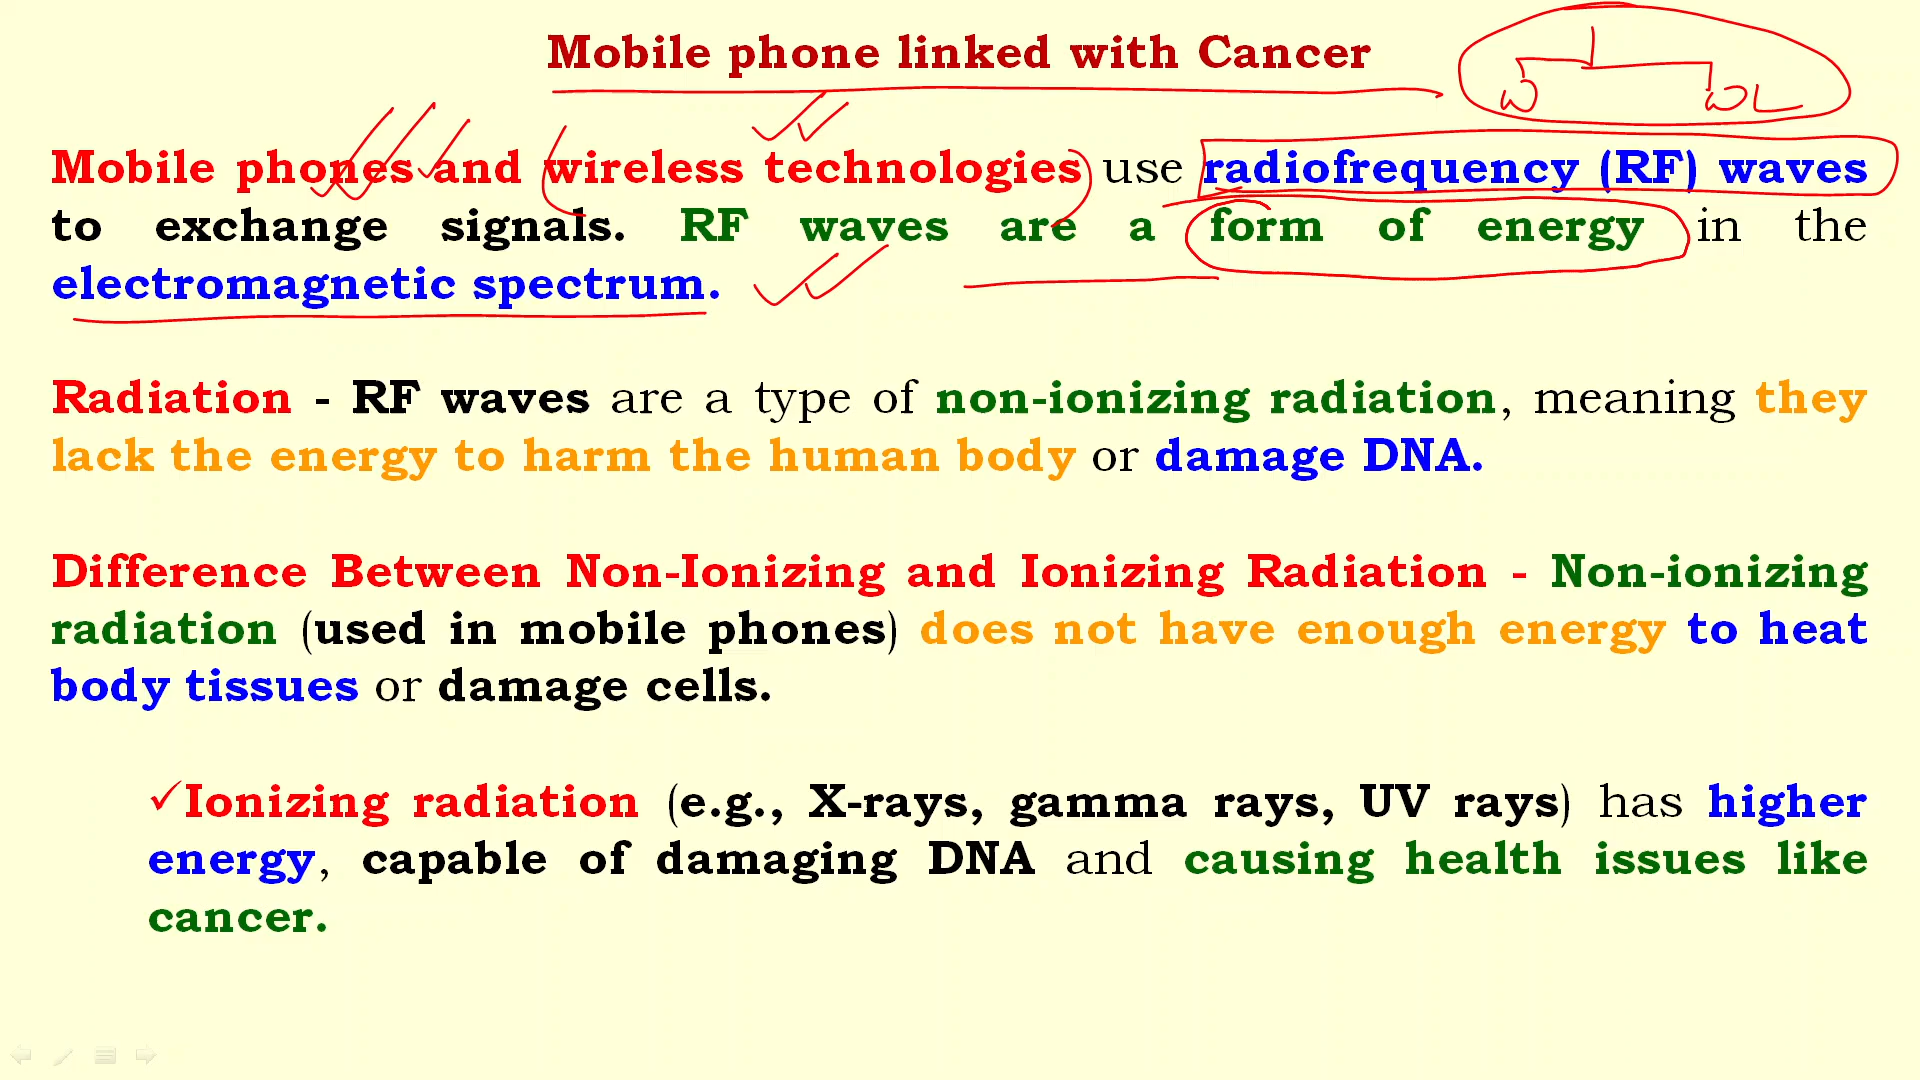 Mobile phone linked with Cancer
W WL
Mobile phones and wireless technologies use radiofrequency (RF) waves
to exchange signals. RF waves are a form of energy in the
electromagnetic spectrum.
Radiation - RF waves are a type of non-ionizing radiation, meaning they
lack the energy to harm the human body or damage DNA.
Difference Between Non-Ionizing and Ionizing Radiation - Non-ionizing
radiation (used in mobile phones) does not have enough energy to heat
body tissues or damage cells.
✓Ionizing radiation (e.g., X-rays, gamma rays, UV rays) has higher
energy, capable of damaging DNA and causing health issues like
cancer.